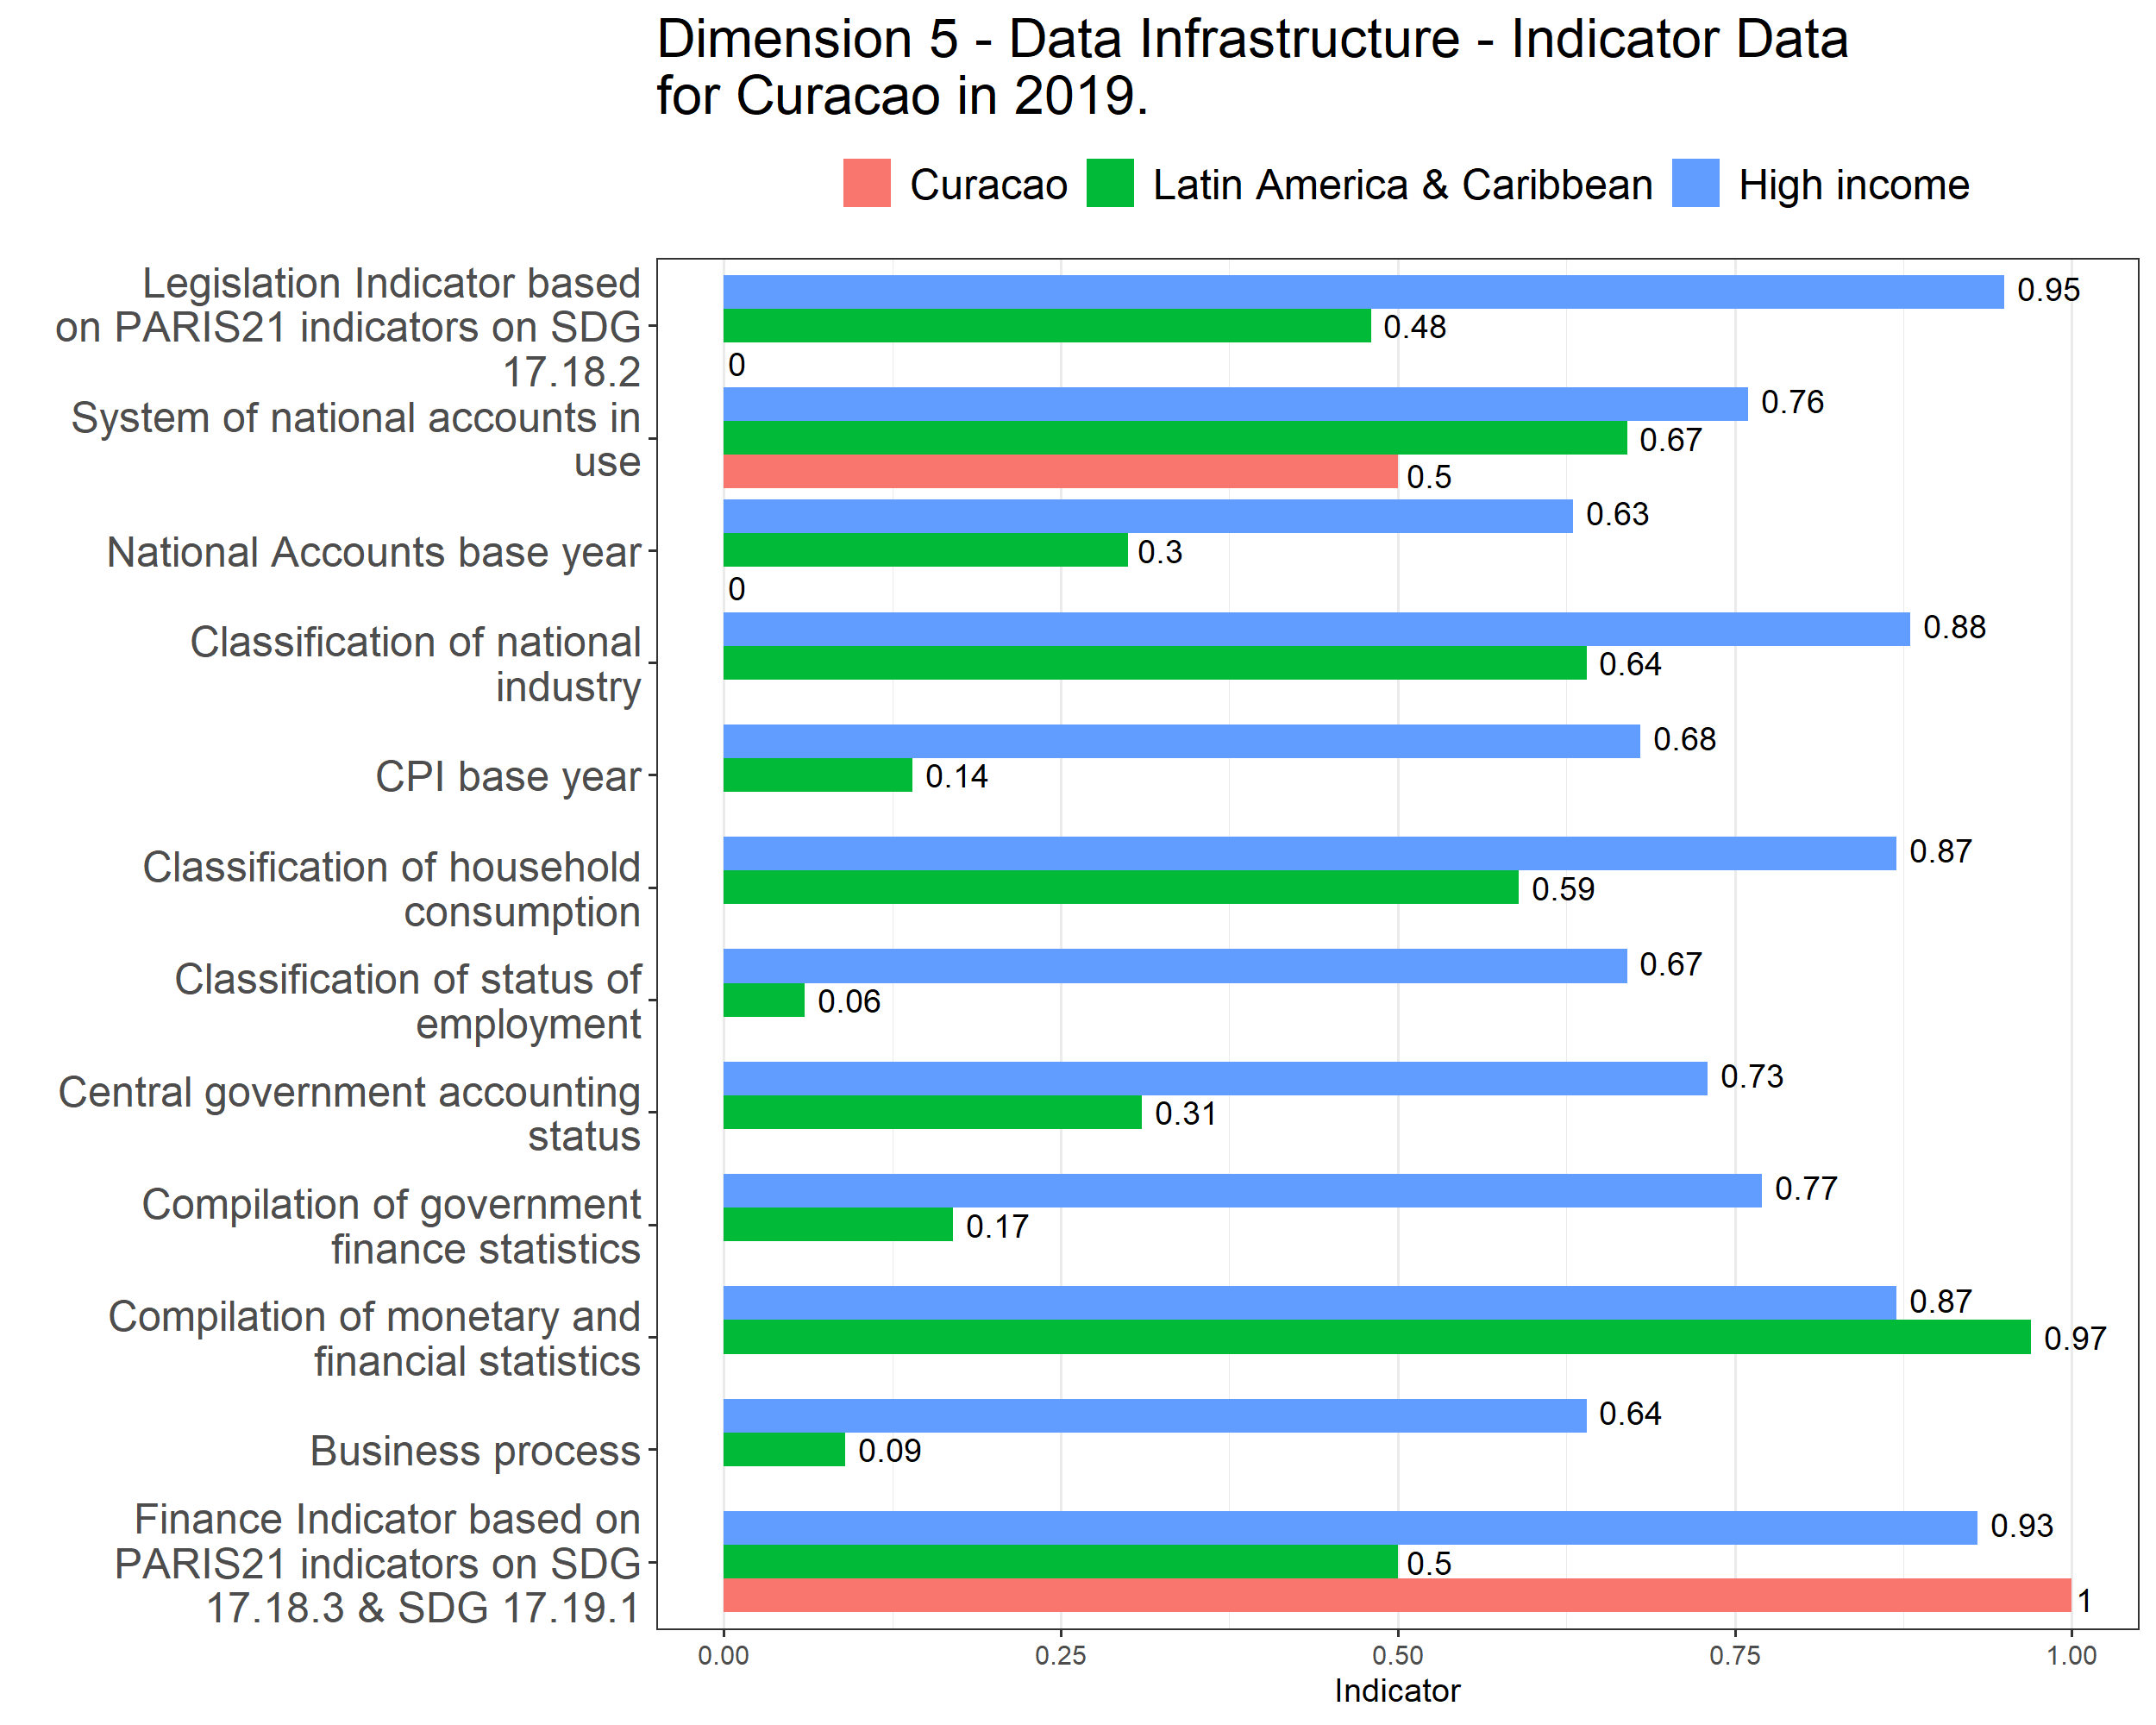 Dimension 5 - Data Infrastructure - Indicator Data
for Curacao in 2019.
Curacao
Latin America & Caribbean
High income
Legislation Indicator based
on PARIS21 indicators on SDG
17.18.2
0.95
0.48
0
System of national accounts in
use
0.76
0.67
0.5
National Accounts base year
0.63
0.3
0
Classification of national
industry
0.88
0.64
CPI base year
0.68
0.14
Classification of household
consumption
0.87
0.59
Classification of status of
employment
0.67
0.06
Central government accounting
status
0.73
0.31
Compilation of government
finance statistics
0.77
0.17
Compilation of monetary and
financial statistics
0.87
0.97
Business process
0.64
0.09
Finance Indicator based on
PARIS21 indicators on SDG
17.18.3 & SDG 17.19.1
0.93
0.5
1
0.00
0.25
0.50
0.75
1.00
Indicator